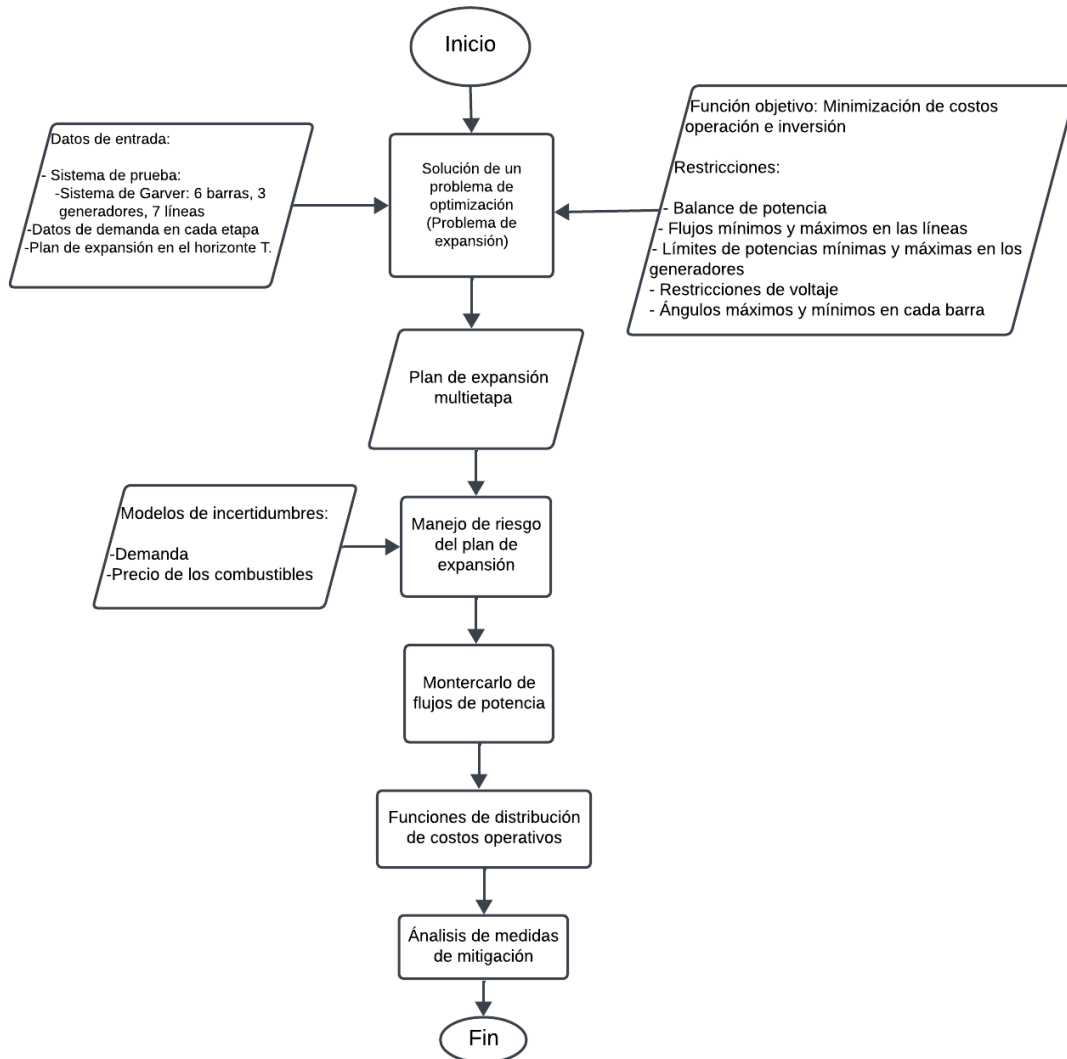 Inicio
Datos de entrada:
- Sistema de prueba:
-Sistema de Garver: 6 barras, 3
generadores, 7 líneas
-Datos de demanda en cada etapa
-Plan de expansión en el horizonte T.
Solución de un
problema de
optimización
(Problema de
expansión)
Función objetivo: Minimización de costos
operación e inversión
Restricciones:
- Balance de potencia
- Flujos mínimos y máximos en las líneas
- Límites de potencias mínimas y máximas en los
generadores
- Restricciones de voltaje
- Ángulos máximos y mínimos en cada barra
Plan de expansión
multietapa
Modelos de incertidumbres:
-Demanda
-Precio de los combustibles
Manejo de riesgo
del plan de
expansión
Montercarlo de
flujos de potencia
Funciones de distribución
de costos operativos
Ánalisis de medidas
de mitigación
Fin